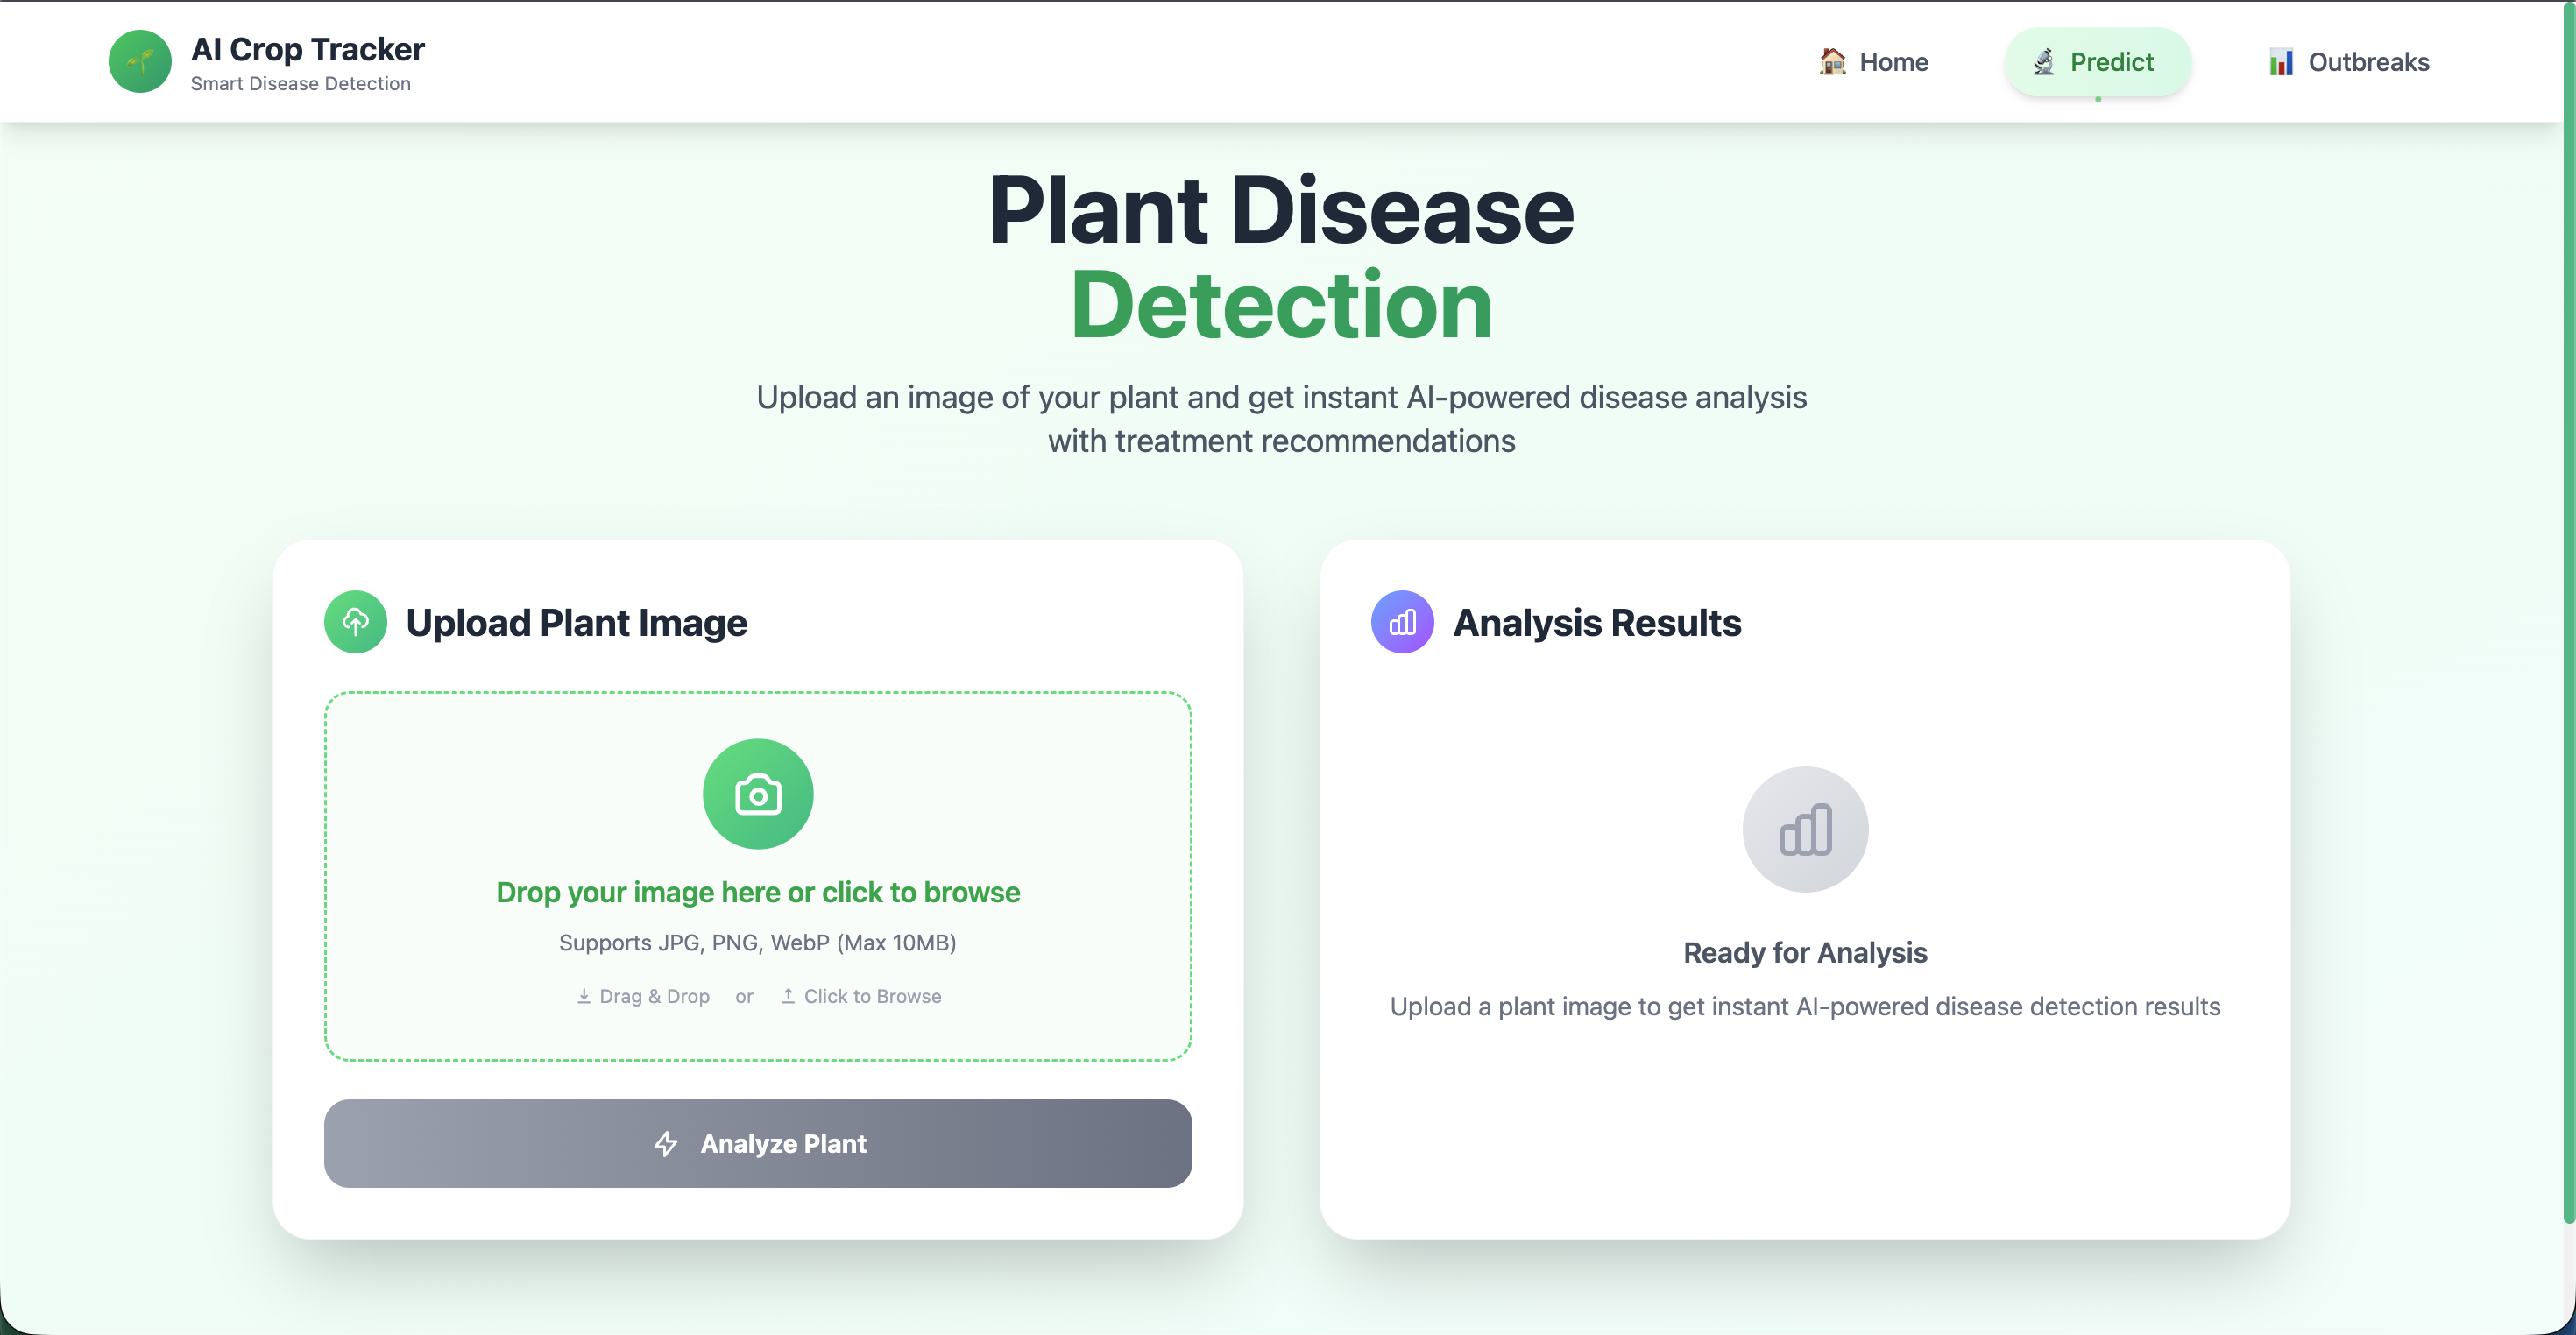 AI Crop Tracker
Smart Disease Detection
Home
Predict
Outbreaks
Plant Disease
Detection
Upload an image of your plant and get instant AI-powered disease analysis
with treatment recommendations
Upload Plant Image
Drop your image here or click to browse
Supports JPG, PNG, WebP (Max 10MB)
Drag & Drop or Click to Browse
Analyze Plant
Analysis Results
Ready for Analysis
Upload a plant image to get instant AI-powered disease detection results